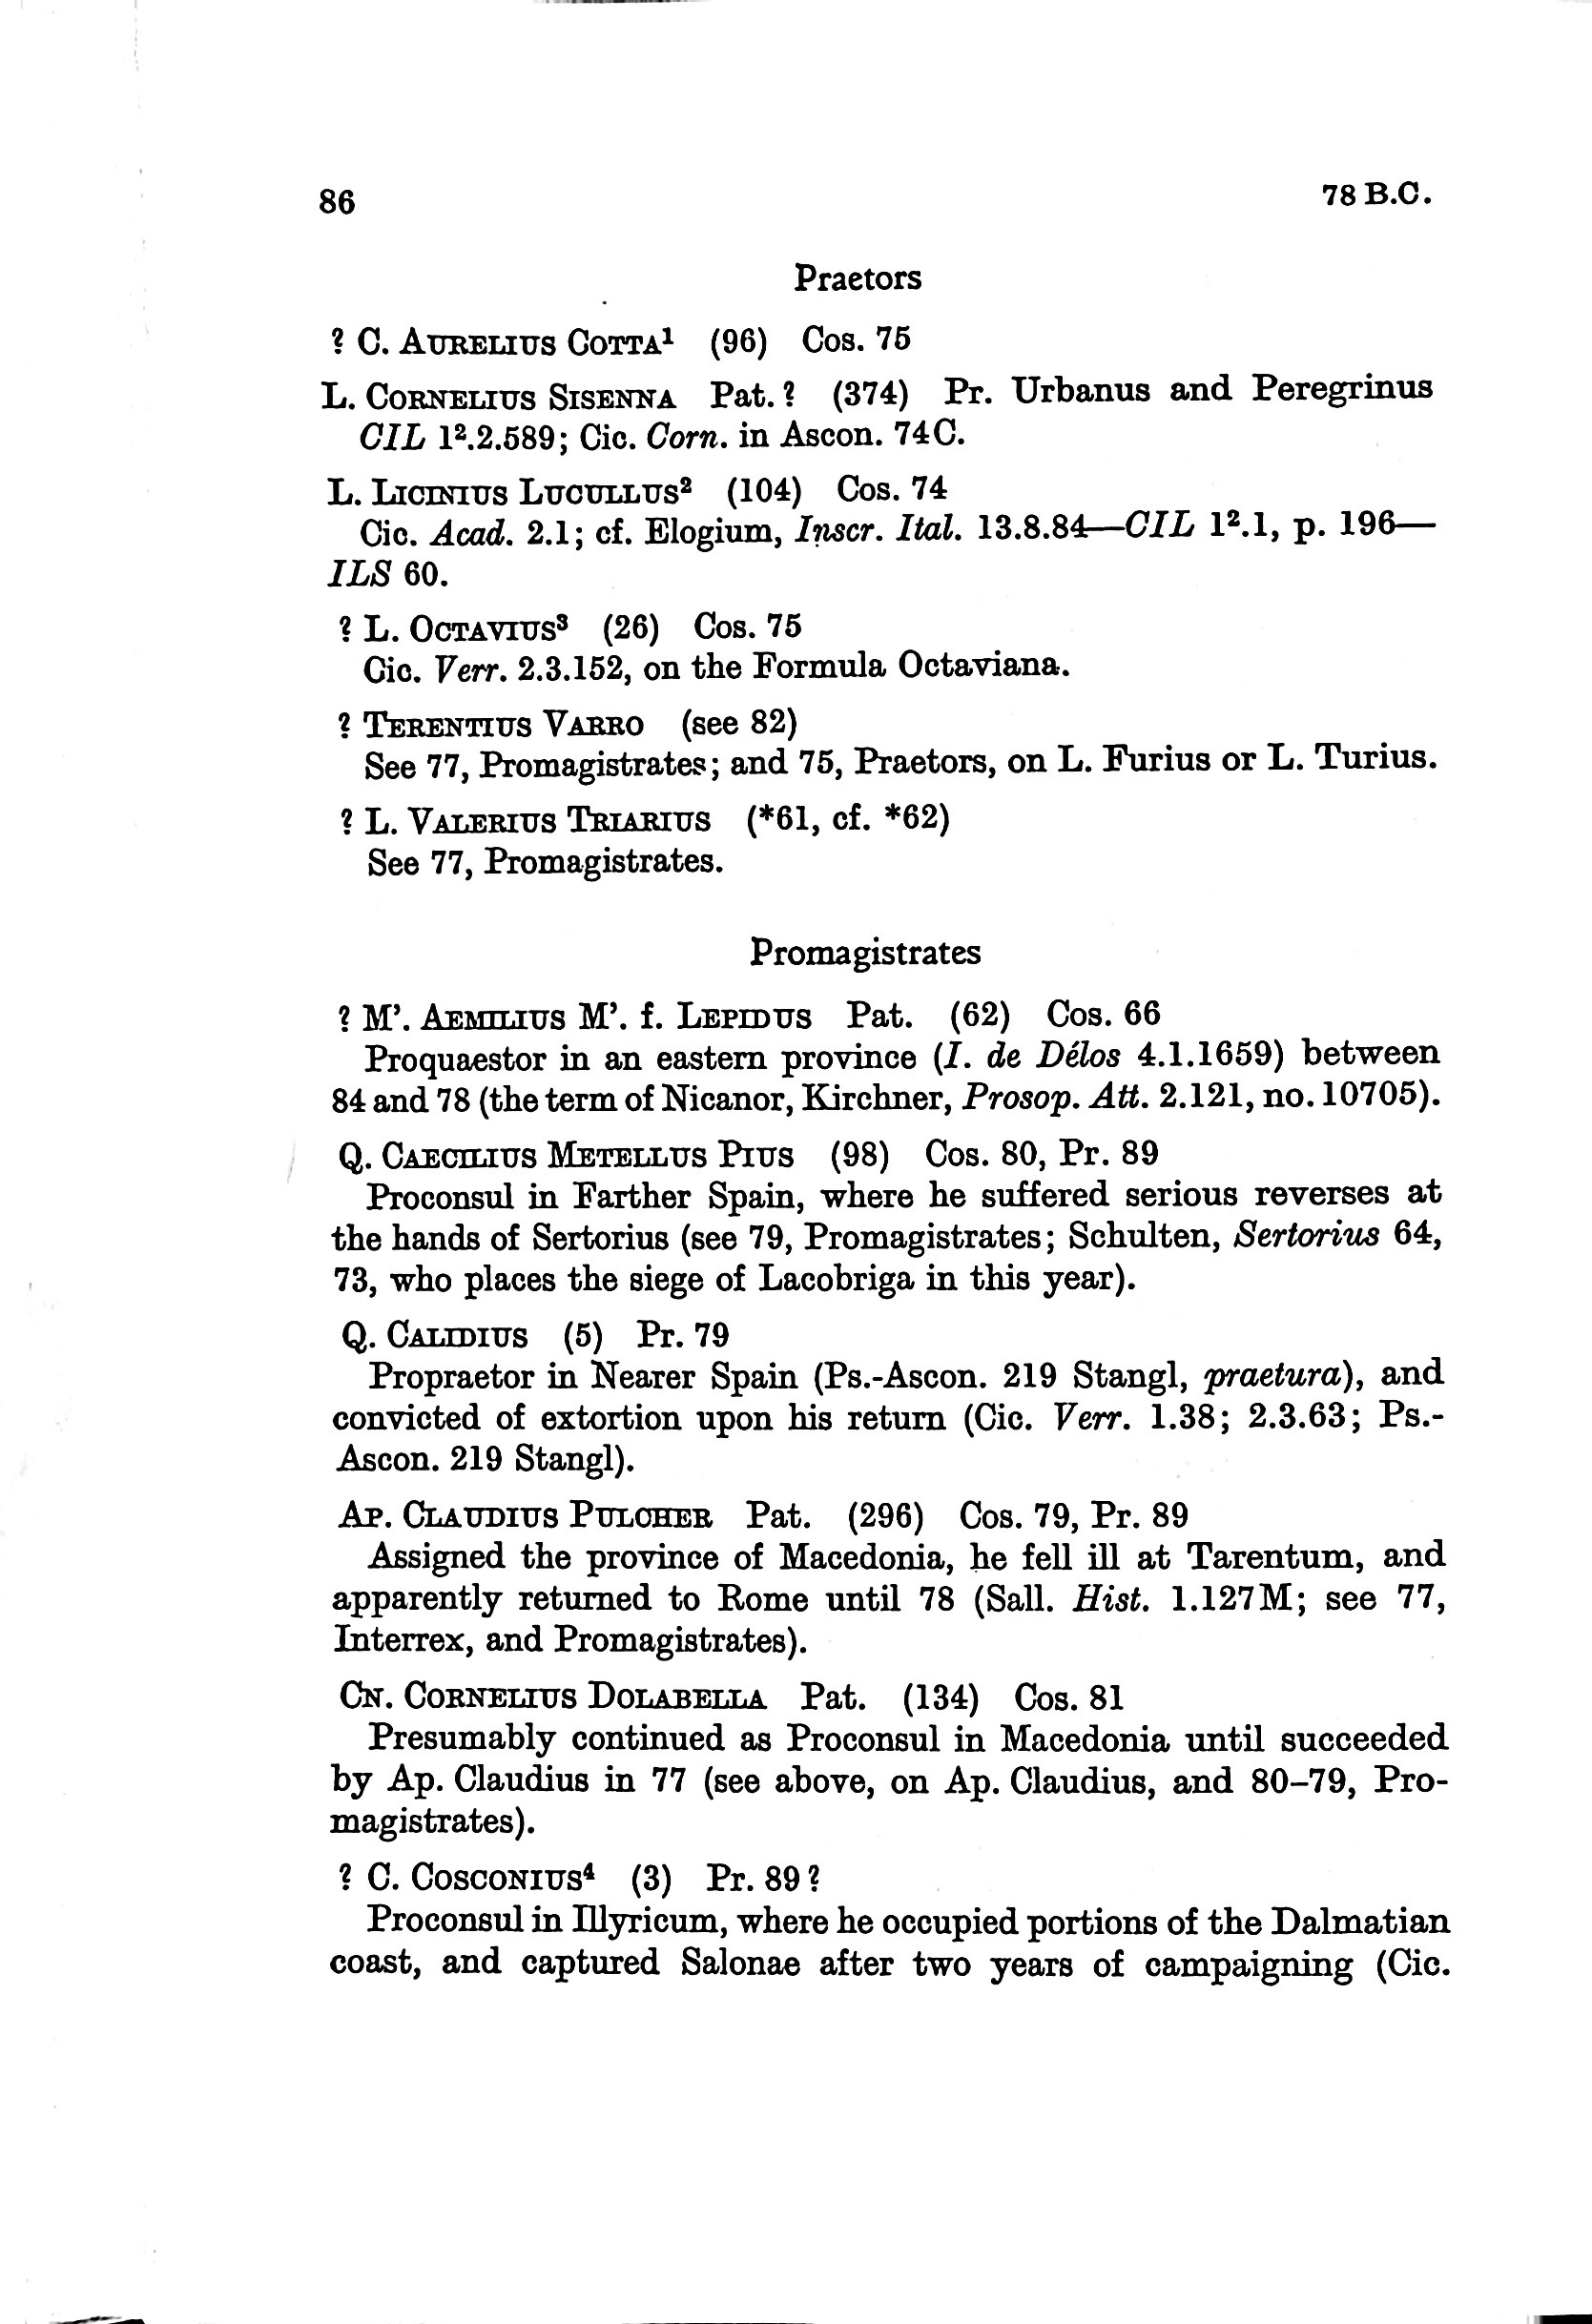 86
78 B.C.
Praetors
? C. Aurelius Cotta¹ (96) Cos. 75
L. Cornelius Sisenna Pat. ? (374) Pr. Urbanus and Peregrinus
CIL 1².2.589; Cic. Corn. in Ascon. 74C.
L. Licinius Lucullus² (104) Cos. 74
Cic. Acad. 2.1; cf. Elogium, Inscr. Ital. 13.3.84—CIL 1².1, p. 196—
ILS 60.
? L. Octavius³ (26) Cos. 75
Cic. Verr. 2.3.152, on the Formula Octaviana.
? Terentius Varro (see 82)
See 77, Promagistrates; and 75, Praetors, on L. Furius or L. Turius.
? L. Valerius Triarius (*61, cf. *62)
See 77, Promagistrates.
Promagistrates
? M'. Aemilius M'. f. Lepidus Pat. (62) Cos. 66
Proquaestor in an eastern province (I. de Délos 4.1.1659) between
84 and 78 (the term of Nicanor, Kirchner, Prosop. Att. 2.121, no. 10705).
Q. Caecilius Metellus Pius (98) Cos. 80, Pr. 89
Proconsul in Farther Spain, where he suffered serious reverses at
the hands of Sertorius (see 79, Promagistrates; Schulten, Sertorius 64,
73, who places the siege of Lacobriga in this year).
Q. Calidius (5) Pr. 79
Propraetor in Nearer Spain (Ps.-Ascon. 219 Stangl, praetura), and
convicted of extortion upon his return (Cic. Verr. 1.38; 2.3.63; Ps.-
Ascon. 219 Stangl).
Ap. Claudius Pulcher Pat. (296) Cos. 79, Pr. 89
Assigned the province of Macedonia, he fell ill at Tarentum, and
apparently returned to Rome until 78 (Sall. Hist. 1.127M; see 77,
Interrex, and Promagistrates).
Cn. Cornelius Dolabella Pat. (134) Cos. 81
Presumably continued as Proconsul in Macedonia until succeeded
by Ap. Claudius in 77 (see above, on Ap. Claudius, and 80–79, Pro-
magistrates).
? C. Cosconius⁴ (3) Pr. 89 ?
Proconsul in Illyricum, where he occupied portions of the Dalmatian
coast, and captured Salonae after two years of campaigning (Cic.